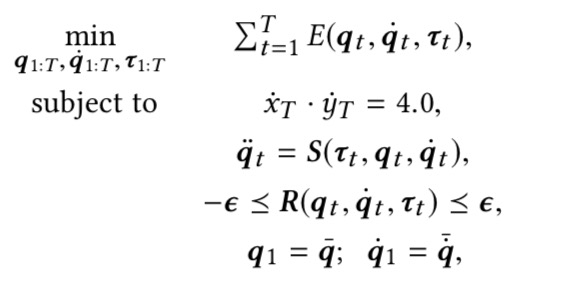 min ∑ᵀₜ₌₁ E(𝒒ₜ, 𝒒̇ₜ, 𝝉ₜ),
𝒒₁:T, 𝒒̇₁:T, 𝝉₁:T
subject to ẋT · ẏT = 4.0,
𝒒̈ₜ = 𝑺(𝝉ₜ, 𝒒ₜ, 𝒒̇ₜ),
−𝝐 ≤ 𝑹(𝒒ₜ, 𝒒̇ₜ, 𝝉ₜ) ≤ 𝝐,
𝒒₁ = 𝒒̄; 𝒒̇₁ = 𝒒̇̄,